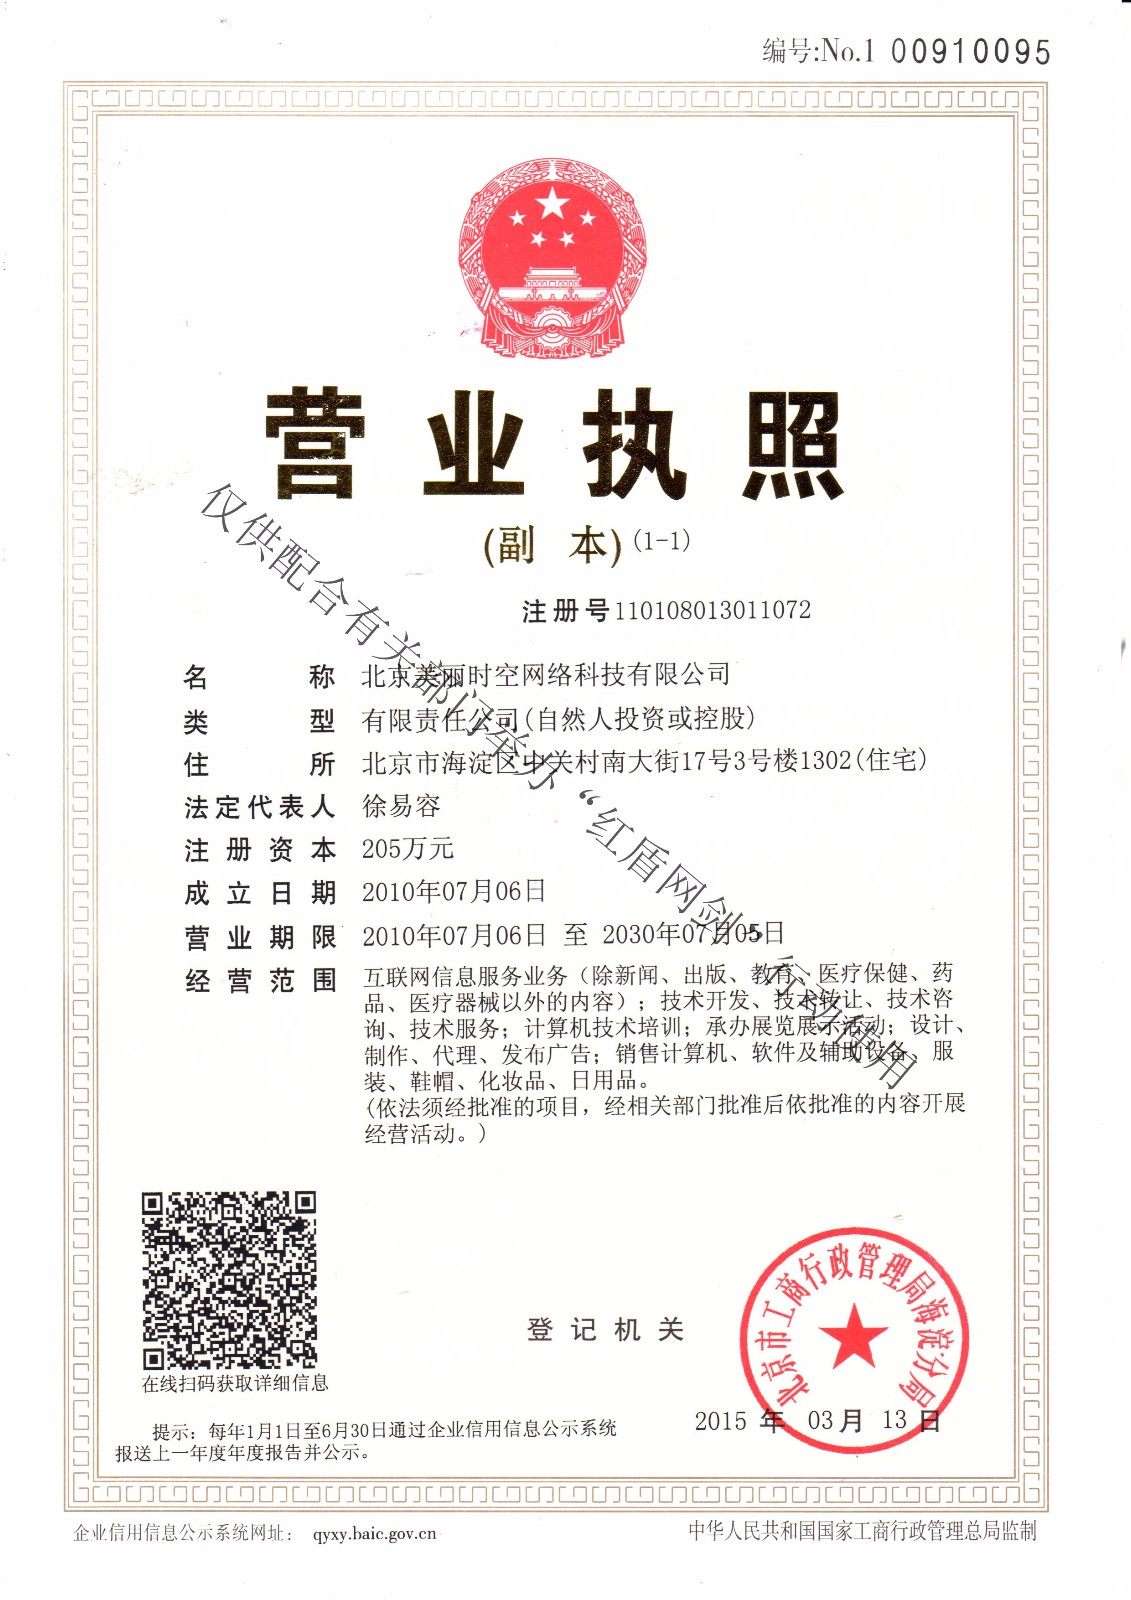 编号:No.1 00910095
营业执照
(副 本)(1-1)
注册号110108013011072
名 称 北京美丽时空网络科技有限公司
类 型 有限责任公司(自然人投资或控股)
住 所 北京市海淀区中关村南大街17号3号楼1302(住宅)
法定代表人 徐易容
注册资本 205万元
成立日期 2010年07月06日
营业期限 2010年07月06日 至 2030年07月05日
经营范围 互联网信息服务业务（除新闻、出版、教育、医疗保健、药
品、医疗器械以外的内容）；技术开发、技术转让、技术咨
询、技术服务；计算机技术培训；承办展览展示活动；设计、
制作、代理、发布广告；销售计算机、软件及辅助设备、服
装、鞋帽、化妆品、日用品。
(依法须经批准的项目，经相关部门批准后依批准的内容开展
经营活动。)
仅供配合有关部门举办“红盾网剑”行动使用
在线扫码获取详细信息
登记机关
北京市工商行政管理局海淀分局
2015 年 03 月 13 日
提示：每年1月1日至6月30日通过企业信用信息公示系统
报送上一年度年度报告并公示。
企业信用信息公示系统网址： qyxy.baic.gov.cn
中华人民共和国国家工商行政管理总局监制